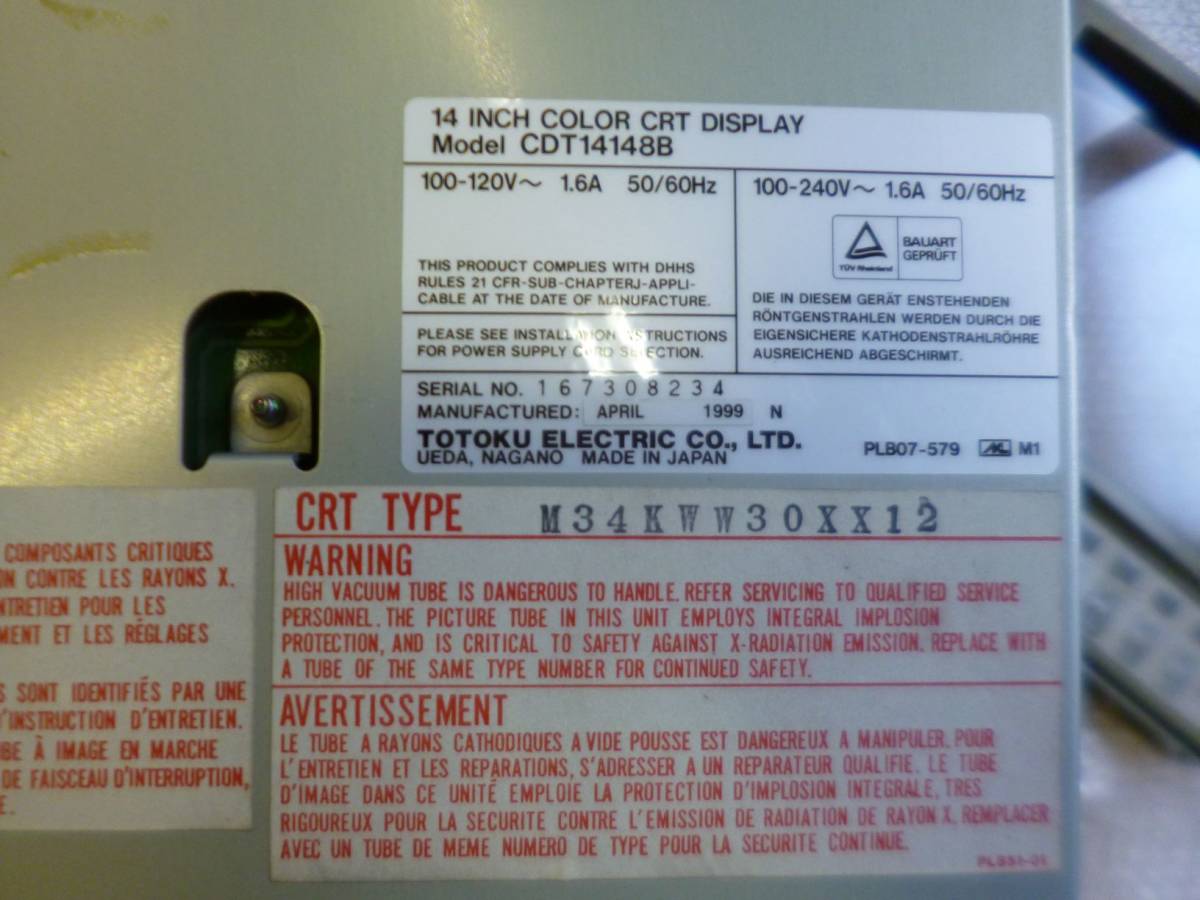 14 INCH COLOR CRT DISPLAY
Model CDT14148B
100-120V～ 1.6A 50/60Hz
THIS PRODUCT COMPLIES WITH DHHS
RULES 21 CFR-SUB-CHAPTERJ-APPLI-
CABLE AT THE DATE OF MANUFACTURE.
PLEASE SEE INSTALLATION INSTRUCTIONS
FOR POWER SUPPLY CORD SELECTION.
100-240V～ 1.6A 50/60Hz
TÜV Rheinland
BAUART
GEPRÜFT
DIE IN DIESEM GERÄT ENSTEHENDEN
RÖNTGENSTRAHLEN WERDEN DURCH DIE
EIGENSICHERE KATHODENSTRAHLRÖHRE
AUSREICHEND ABGESCHIRMT.
SERIAL NO. 167308234
MANUFACTURED: APRIL 1999 N
TOTOKU ELECTRIC CO., LTD.
UEDA, NAGANO MADE IN JAPAN
PLB07-579 M1
COMPOSANTS CRITIQUES
ON CONTRE LES RAYONS X.
NTRETIEN POUR LES
MENT ET LES RÉGLAGES
S SONT IDENTIFIÉS PAR UNE
D'INSTRUCTION D'ENTRETIEN.
BE À IMAGE EN MARCHE
DE FAISCEAU D'INTERRUPTION,
E.
CRT TYPE M34KWW30XX12
WARNING
HIGH VACUUM TUBE IS DANGEROUS TO HANDLE. REFER SERVICING TO QUALIFIED SERVICE
PERSONNEL. THE PICTURE TUBE IN THIS UNIT EMPLOYS INTEGRAL IMPLOSION
PROTECTION, AND IS CRITICAL TO SAFETY AGAINST X-RADIATION EMISSION. REPLACE WITH
A TUBE OF THE SAME TYPE NUMBER FOR CONTINUED SAFETY.
AVERTISSEMENT
LE TUBE A RAYONS CATHODIQUES A VIDE POUSSE EST DANGEREUX A MANIPULER. POUR
L'ENTRETIEN ET LES REPARATIONS, S'ADRESSER A UN REPARATEUR QUALIFIE. LE TUBE
D'IMAGE DANS CE UNITÉ EMPLOIE LA PROTECTION D'IMPLOSION INTEGRALE, TRES
RIGOUREUX POUR LA SECURITE CONTRE L'EMISSION DE RADIATION DE RAYON X. REMPLACER
AVEC UN TUBE DE MEME NUMERO DE TYPE POUR LA SECURITE CONTINUE.
PLB51-01